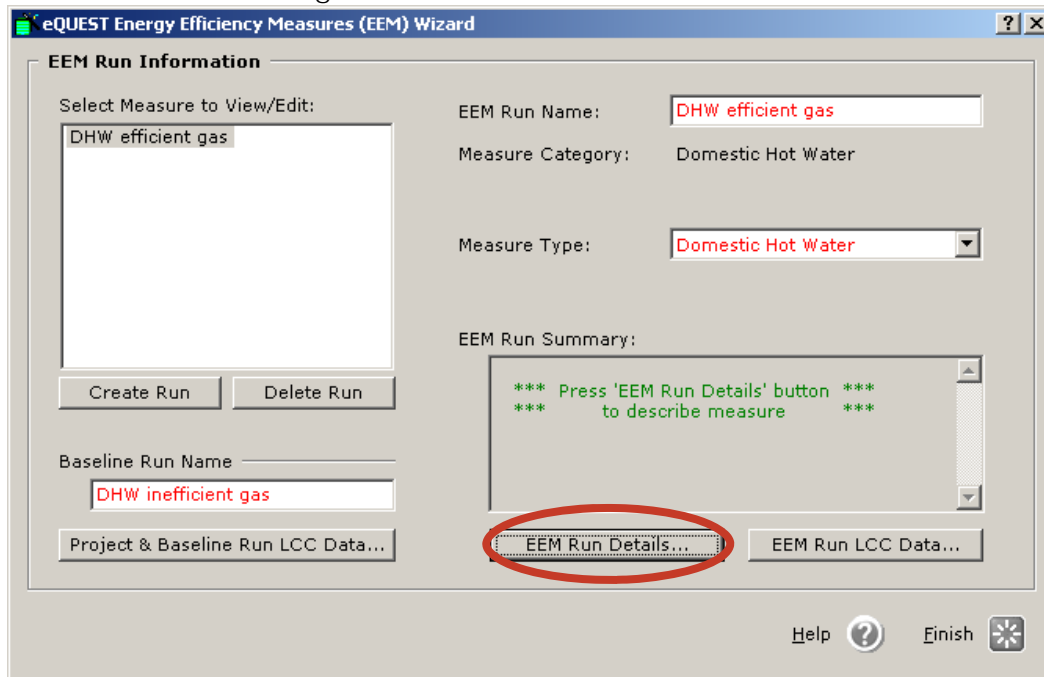 eQUEST Energy Efficiency Measures (EEM) Wizard
EEM Run Information
Select Measure to View/Edit:
DHW efficient gas
Create Run
Delete Run
Baseline Run Name
DHW inefficient gas
Project & Baseline Run LCC Data...
EEM Run Name:
DHW efficient gas
Measure Category:
Domestic Hot Water
Measure Type:
Domestic Hot Water
EEM Run Summary:
*** Press 'EEM Run Details' button ***
*** to describe measure ***
EEM Run Details...
EEM Run LCC Data...
Help
Finish